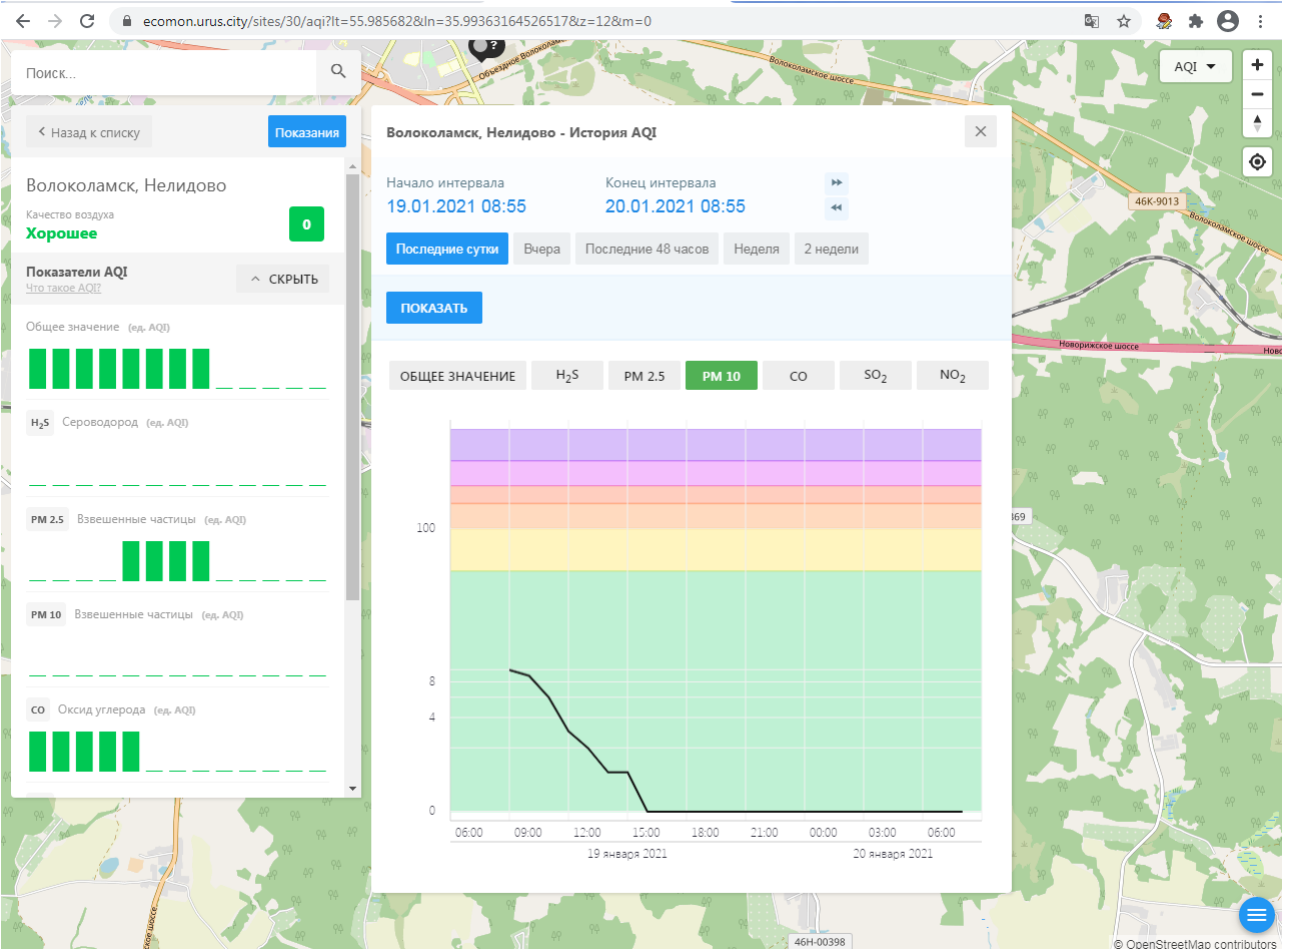 ecomon.urus.city/sites/30/aqi?lt=55.985682&ln=35.993631645265178&z=12&m=0
Поиск...
Объездное Волоколамск
Волоколамское шоссе
AQI
Назад к списку
Показания
Волоколамск, Нелидово
Качество воздуха
Хорошее
0
Показатели AQI
Что такое AQI?
СКРЫТЬ
Общее значение (ед. AQI)
H2S Сероводород (ед. AQI)
PM 2.5 Взвешенные частицы (ед. AQI)
PM 10 Взвешенные частицы (ед. AQI)
CO Оксид углерода (ед. AQI)
Волоколамск, Нелидово - История AQI
Начало интервала Конец интервала
19.01.2021 08:55 20.01.2021 08:55
Последние сутки Вчера Последние 48 часов Неделя 2 недели
ПОКАЗАТЬ
ОБЩЕЕ ЗНАЧЕНИЕ H2S PM 2.5 PM 10 CO SO2 NO2
100
8
4
0
06:00 09:00 12:00 15:00 18:00 21:00 00:00 03:00 06:00
19 января 2021 20 января 2021
46К-9013
Волоколамское шоссе
Новорижское шоссе
Ново
369
46Н-00398
© OpenStreetMap contributors